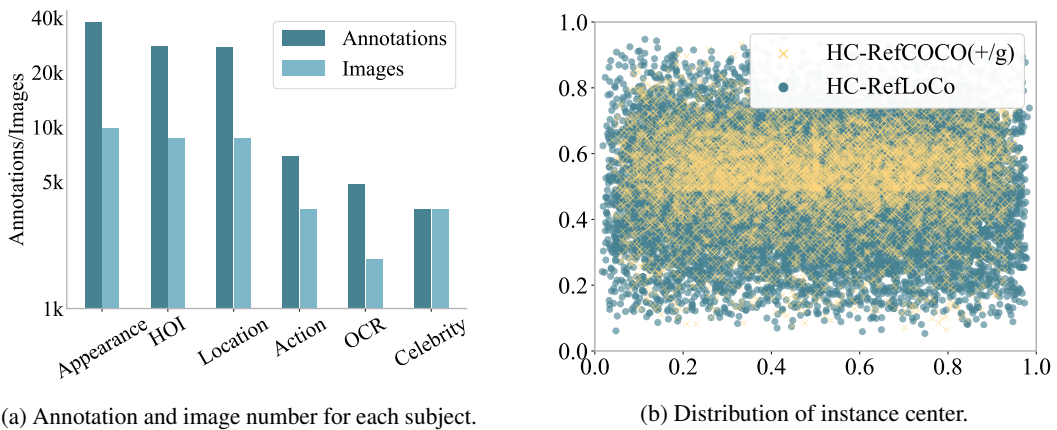 40k
20k
10k
5k
1k
Annotations/Images
Annotations
Images
Appearance
HOI
Location
Action
OCR
Celebrity
(a) Annotation and image number for each subject.
1.0
0.8
0.6
0.4
0.2
0.0
HC-RefCOCO(+/g)
HC-RefLoCo
0.0 0.2 0.4 0.6 0.8 1.0
(b) Distribution of instance center.